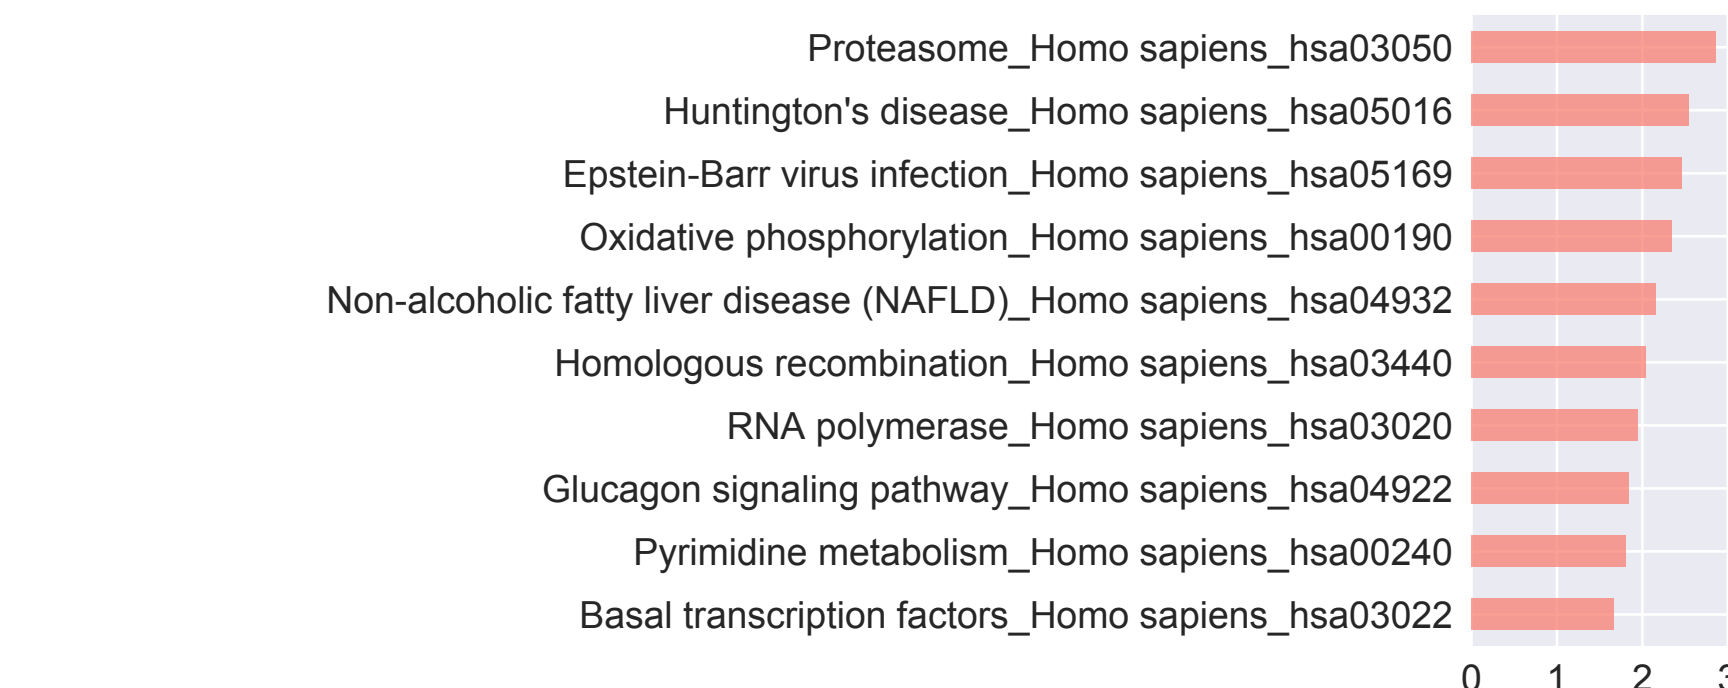 Proteasome_Homo sapiens_hsa03050
Huntington's disease_Homo sapiens_hsa05016
Epstein-Barr virus infection_Homo sapiens_hsa05169
Oxidative phosphorylation_Homo sapiens_hsa00190
Non-alcoholic fatty liver disease (NAFLD)_Homo sapiens_hsa04932
Homologous recombination_Homo sapiens_hsa03440
RNA polymerase_Homo sapiens_hsa03020
Glucagon signaling pathway_Homo sapiens_hsa04922
Pyrimidine metabolism_Homo sapiens_hsa00240
Basal transcription factors_Homo sapiens_hsa03022
0 1 2 3